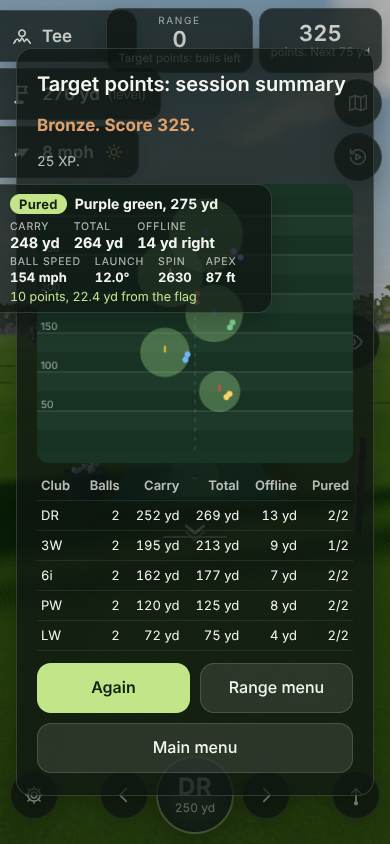 Tee
RANGE
0
Target points: balls left
325
points. Next 75 yd
Target points: session summary
270 yd (level)
Bronze. Score 325.
8 mph
25 XP.
Pured Purple green, 275 yd
CARRY TOTAL OFFLINE
248 yd 264 yd 14 yd right
BALL SPEED LAUNCH SPIN APEX
154 mph 12.0° 2630 87 ft
10 points, 22.4 yd from the flag
150
100
50
Club Balls Carry Total Offline Pured
DR 2 252 yd 269 yd 13 yd 2/2
3W 2 195 yd 213 yd 9 yd 1/2
6i 2 162 yd 177 yd 7 yd 2/2
PW 2 120 yd 125 yd 8 yd 2/2
LW 2 72 yd 75 yd 4 yd 2/2
Again Range menu
Main menu
DR
250 yd